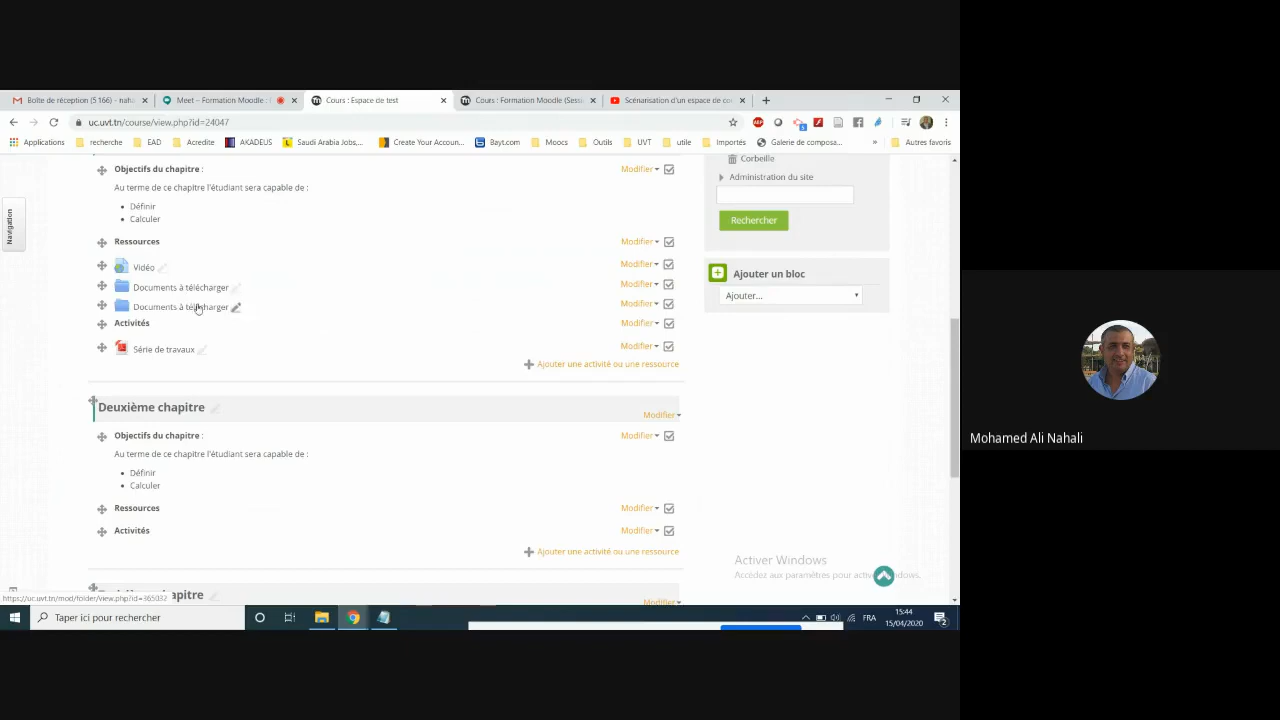 Boîte de réception (5 166) - naha
Meet – Formation Moodle :
Cours : Espace de test
Cours : Formation Moodle (Sess
Scénarisation d'un espace de co
uc.uvt.tn/course/view.php?id=24047
Applications
recherche
EAD
Acredite
AKADEUS
Saudi Arabia Jobs,...
Create Your Accoun...
Bayt.com
Moocs
Outils
UVT
Importés
Galerie de composa...
»
Autres favoris
Navigation
Objectifs du chapitre :
Modifier
Au terme de ce chapitre l'étudiant sera capable de :
Définir
Calculer
Ressources
Modifier
Vidéo
Modifier
Documents à télécharger
Modifier
Documents à télécharger
Modifier
Activités
Modifier
Série de travaux
Modifier
Ajouter une activité ou une ressource
Deuxième chapitre
Modifier
Objectifs du chapitre :
Modifier
Au terme de ce chapitre l'étudiant sera capable de :
Définir
Calculer
Ressources
Modifier
Activités
Modifier
Ajouter une activité ou une ressource
chapitre
Modifier
Corbeille
Administration du site
Rechercher
Ajouter un bloc
Ajouter...
Activer Windows
Accédez aux paramètres pour activer Windows.
https://uc.uvt.tn/mod/folder/view.php?id=365032
Taper ici pour rechercher
FRA
15:44
15/04/2020
2
Mohamed Ali Nahali